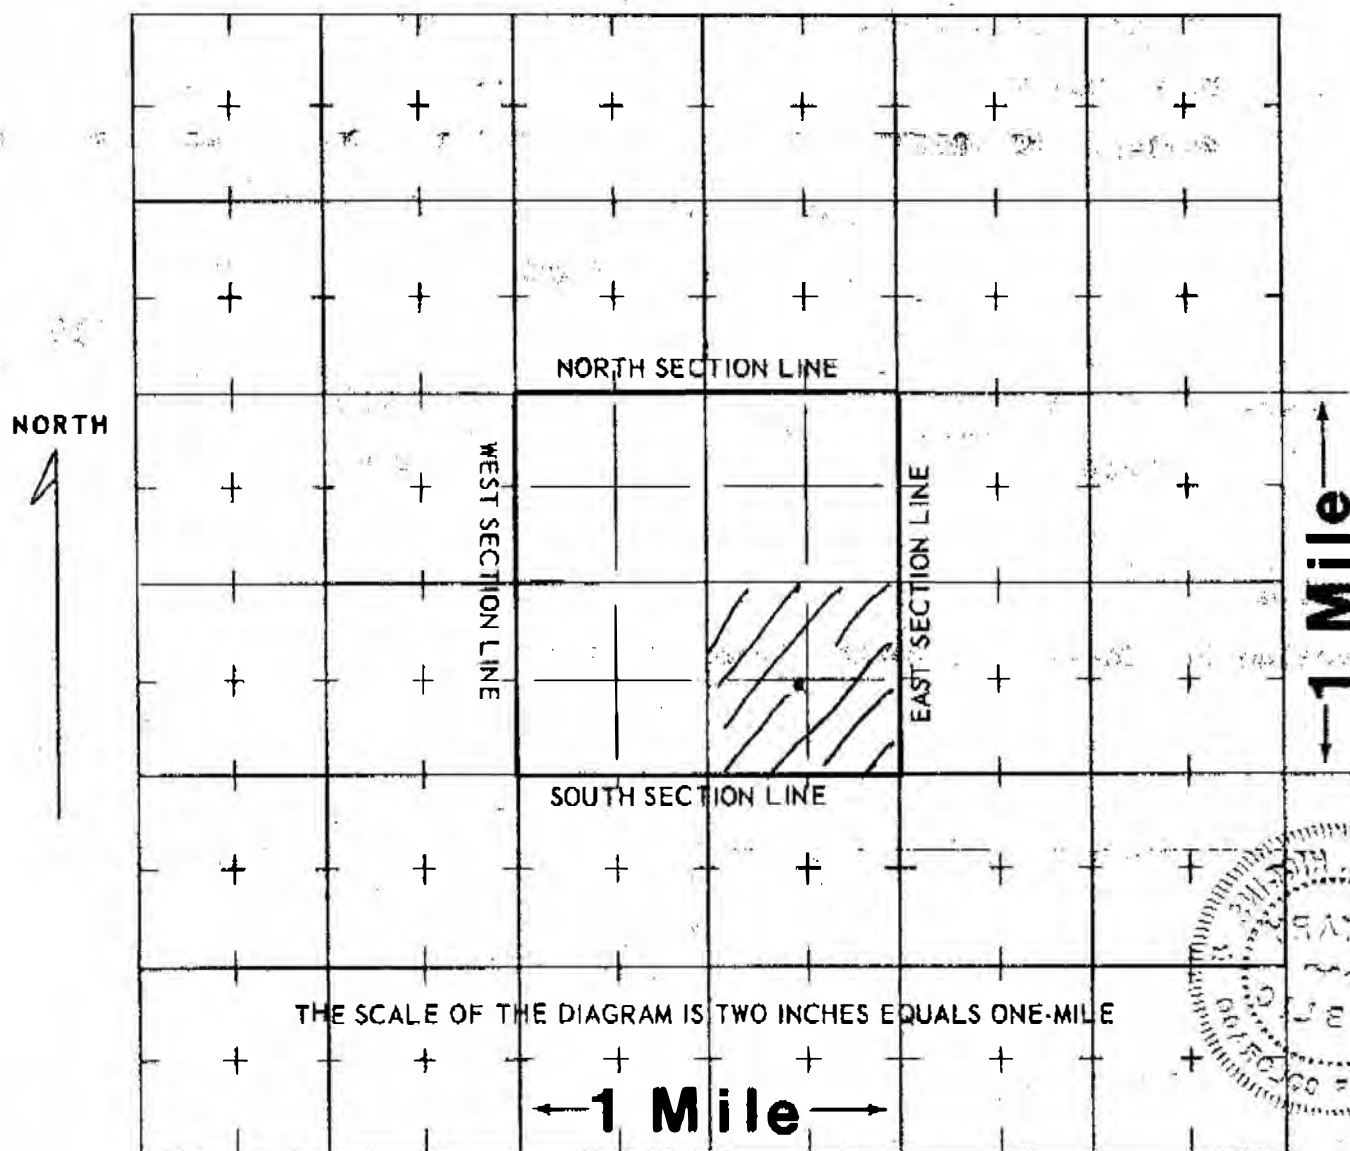 NORTH SECTION LINE
NORTH
WEST SECTION LINE
EAST SECTION LINE
1 Mile
SOUTH SECTION LINE
THE SCALE OF THE DIAGRAM IS TWO INCHES EQUALS ONE-MILE
1 Mile